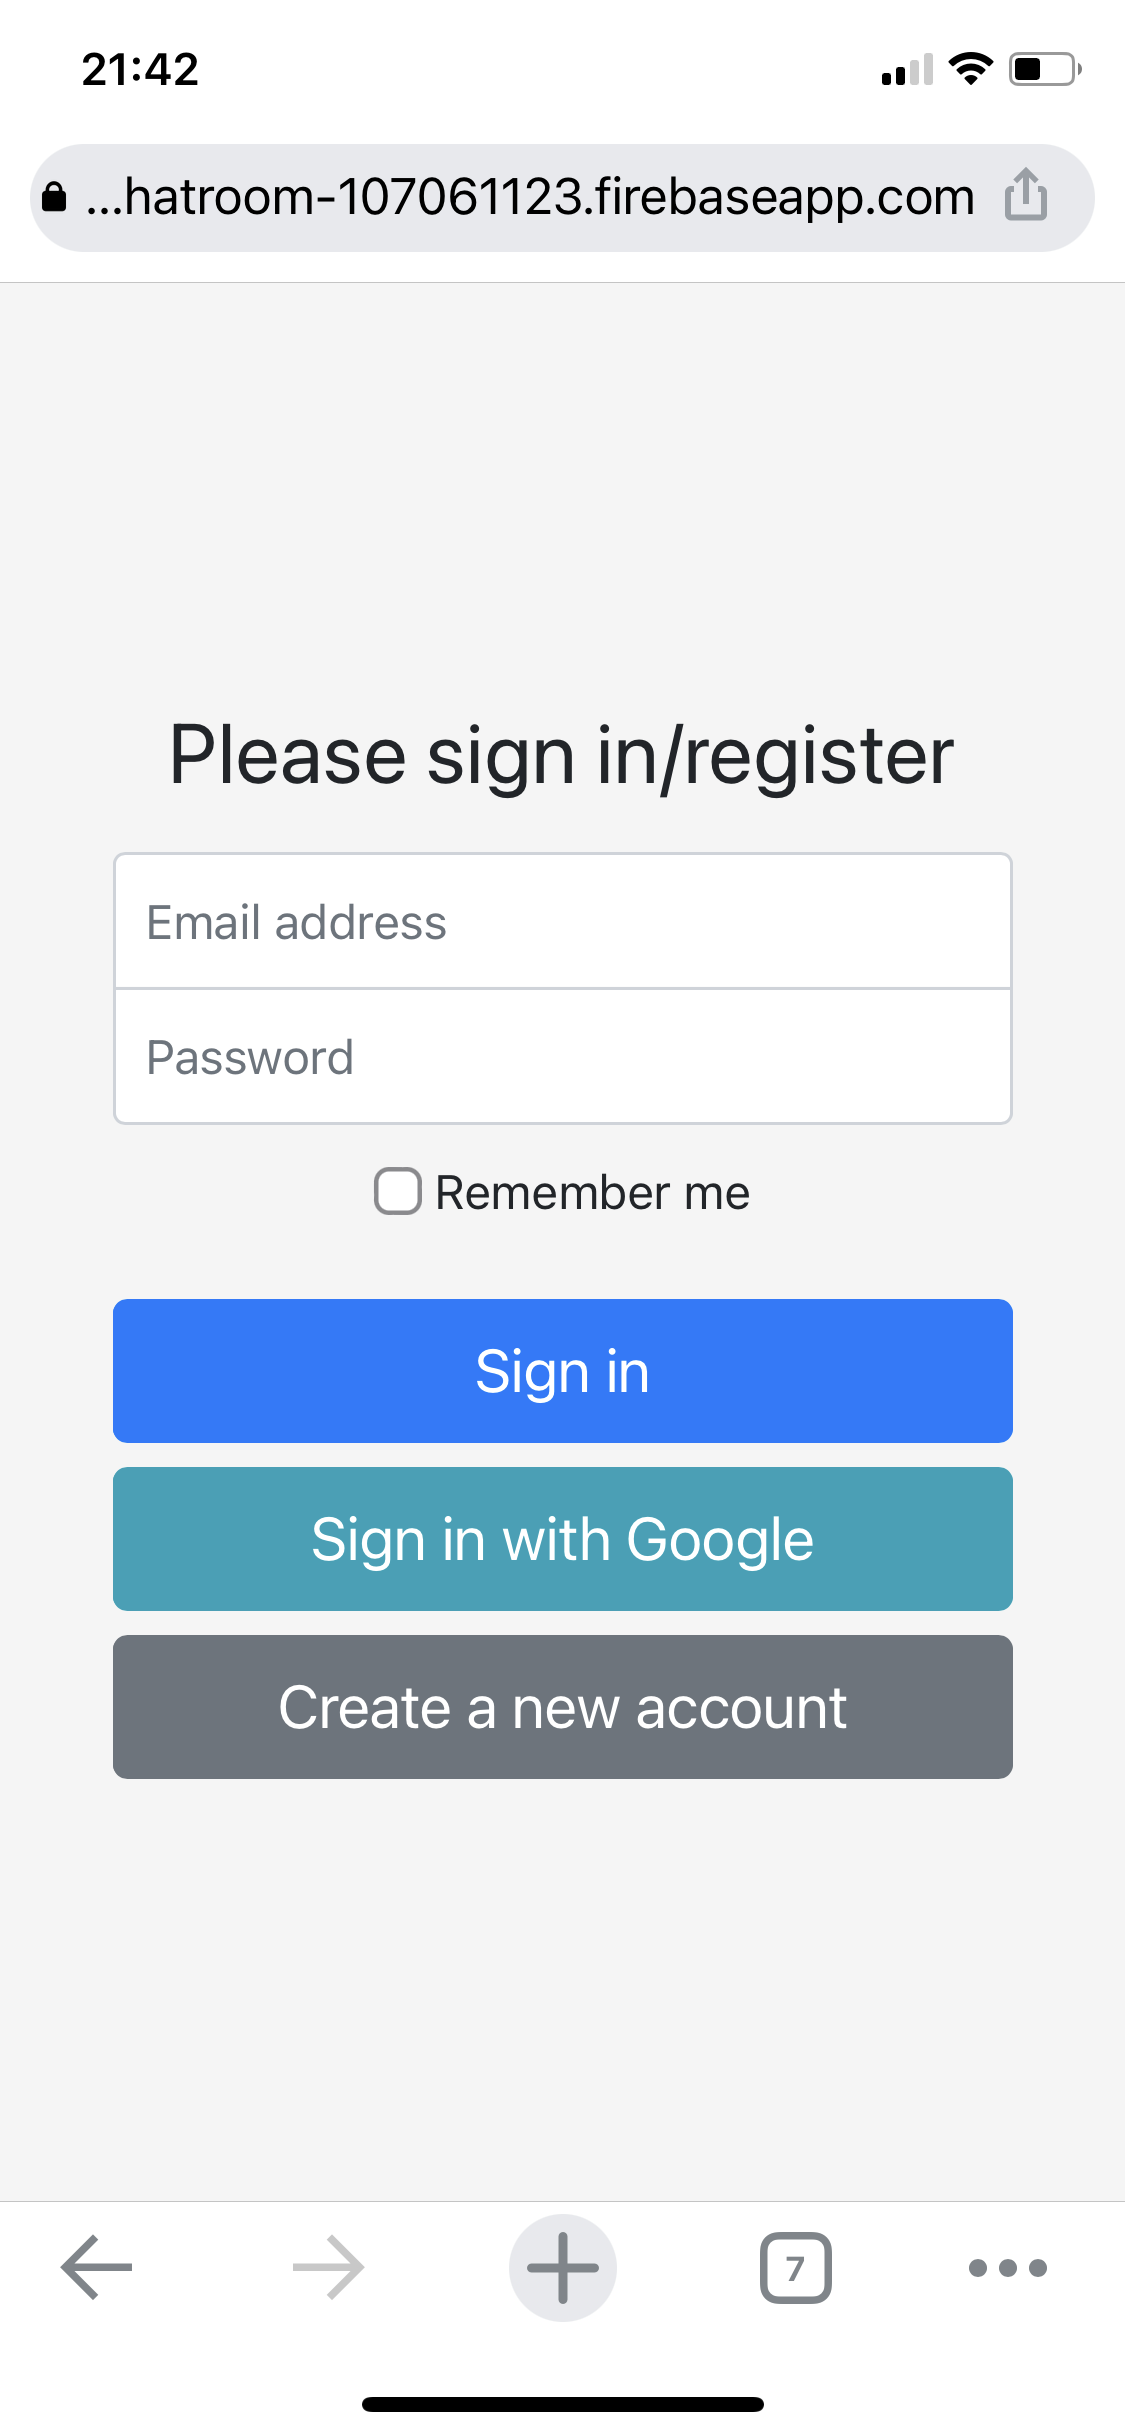 21:42
...hatroom-107061123.firebaseapp.com
Please sign in/register
Email address
Password
Remember me
Sign in
Sign in with Google
Create a new account
7